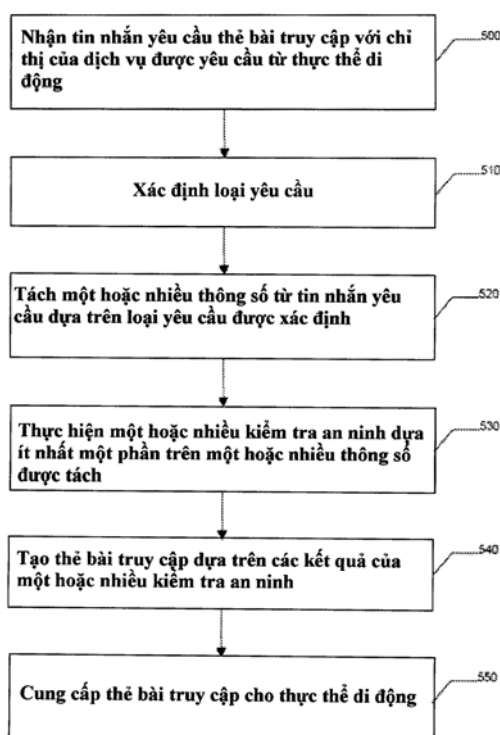 Nhận tin nhắn yêu cầu thẻ bài truy cập với chỉ
thị của dịch vụ được yêu cầu từ thực thể di
động
500
Xác định loại yêu cầu
510
Tách một hoặc nhiều thông số từ tin nhắn yêu
cầu dựa trên loại yêu cầu được xác định
520
Thực hiện một hoặc nhiều kiểm tra an ninh dựa
ít nhất một phần trên một hoặc nhiều thông số
được tách
530
Tạo thẻ bài truy cập dựa trên các kết quả của
một hoặc nhiều kiểm tra an ninh
540
Cung cấp thẻ bài truy cập cho thực thể di động
550